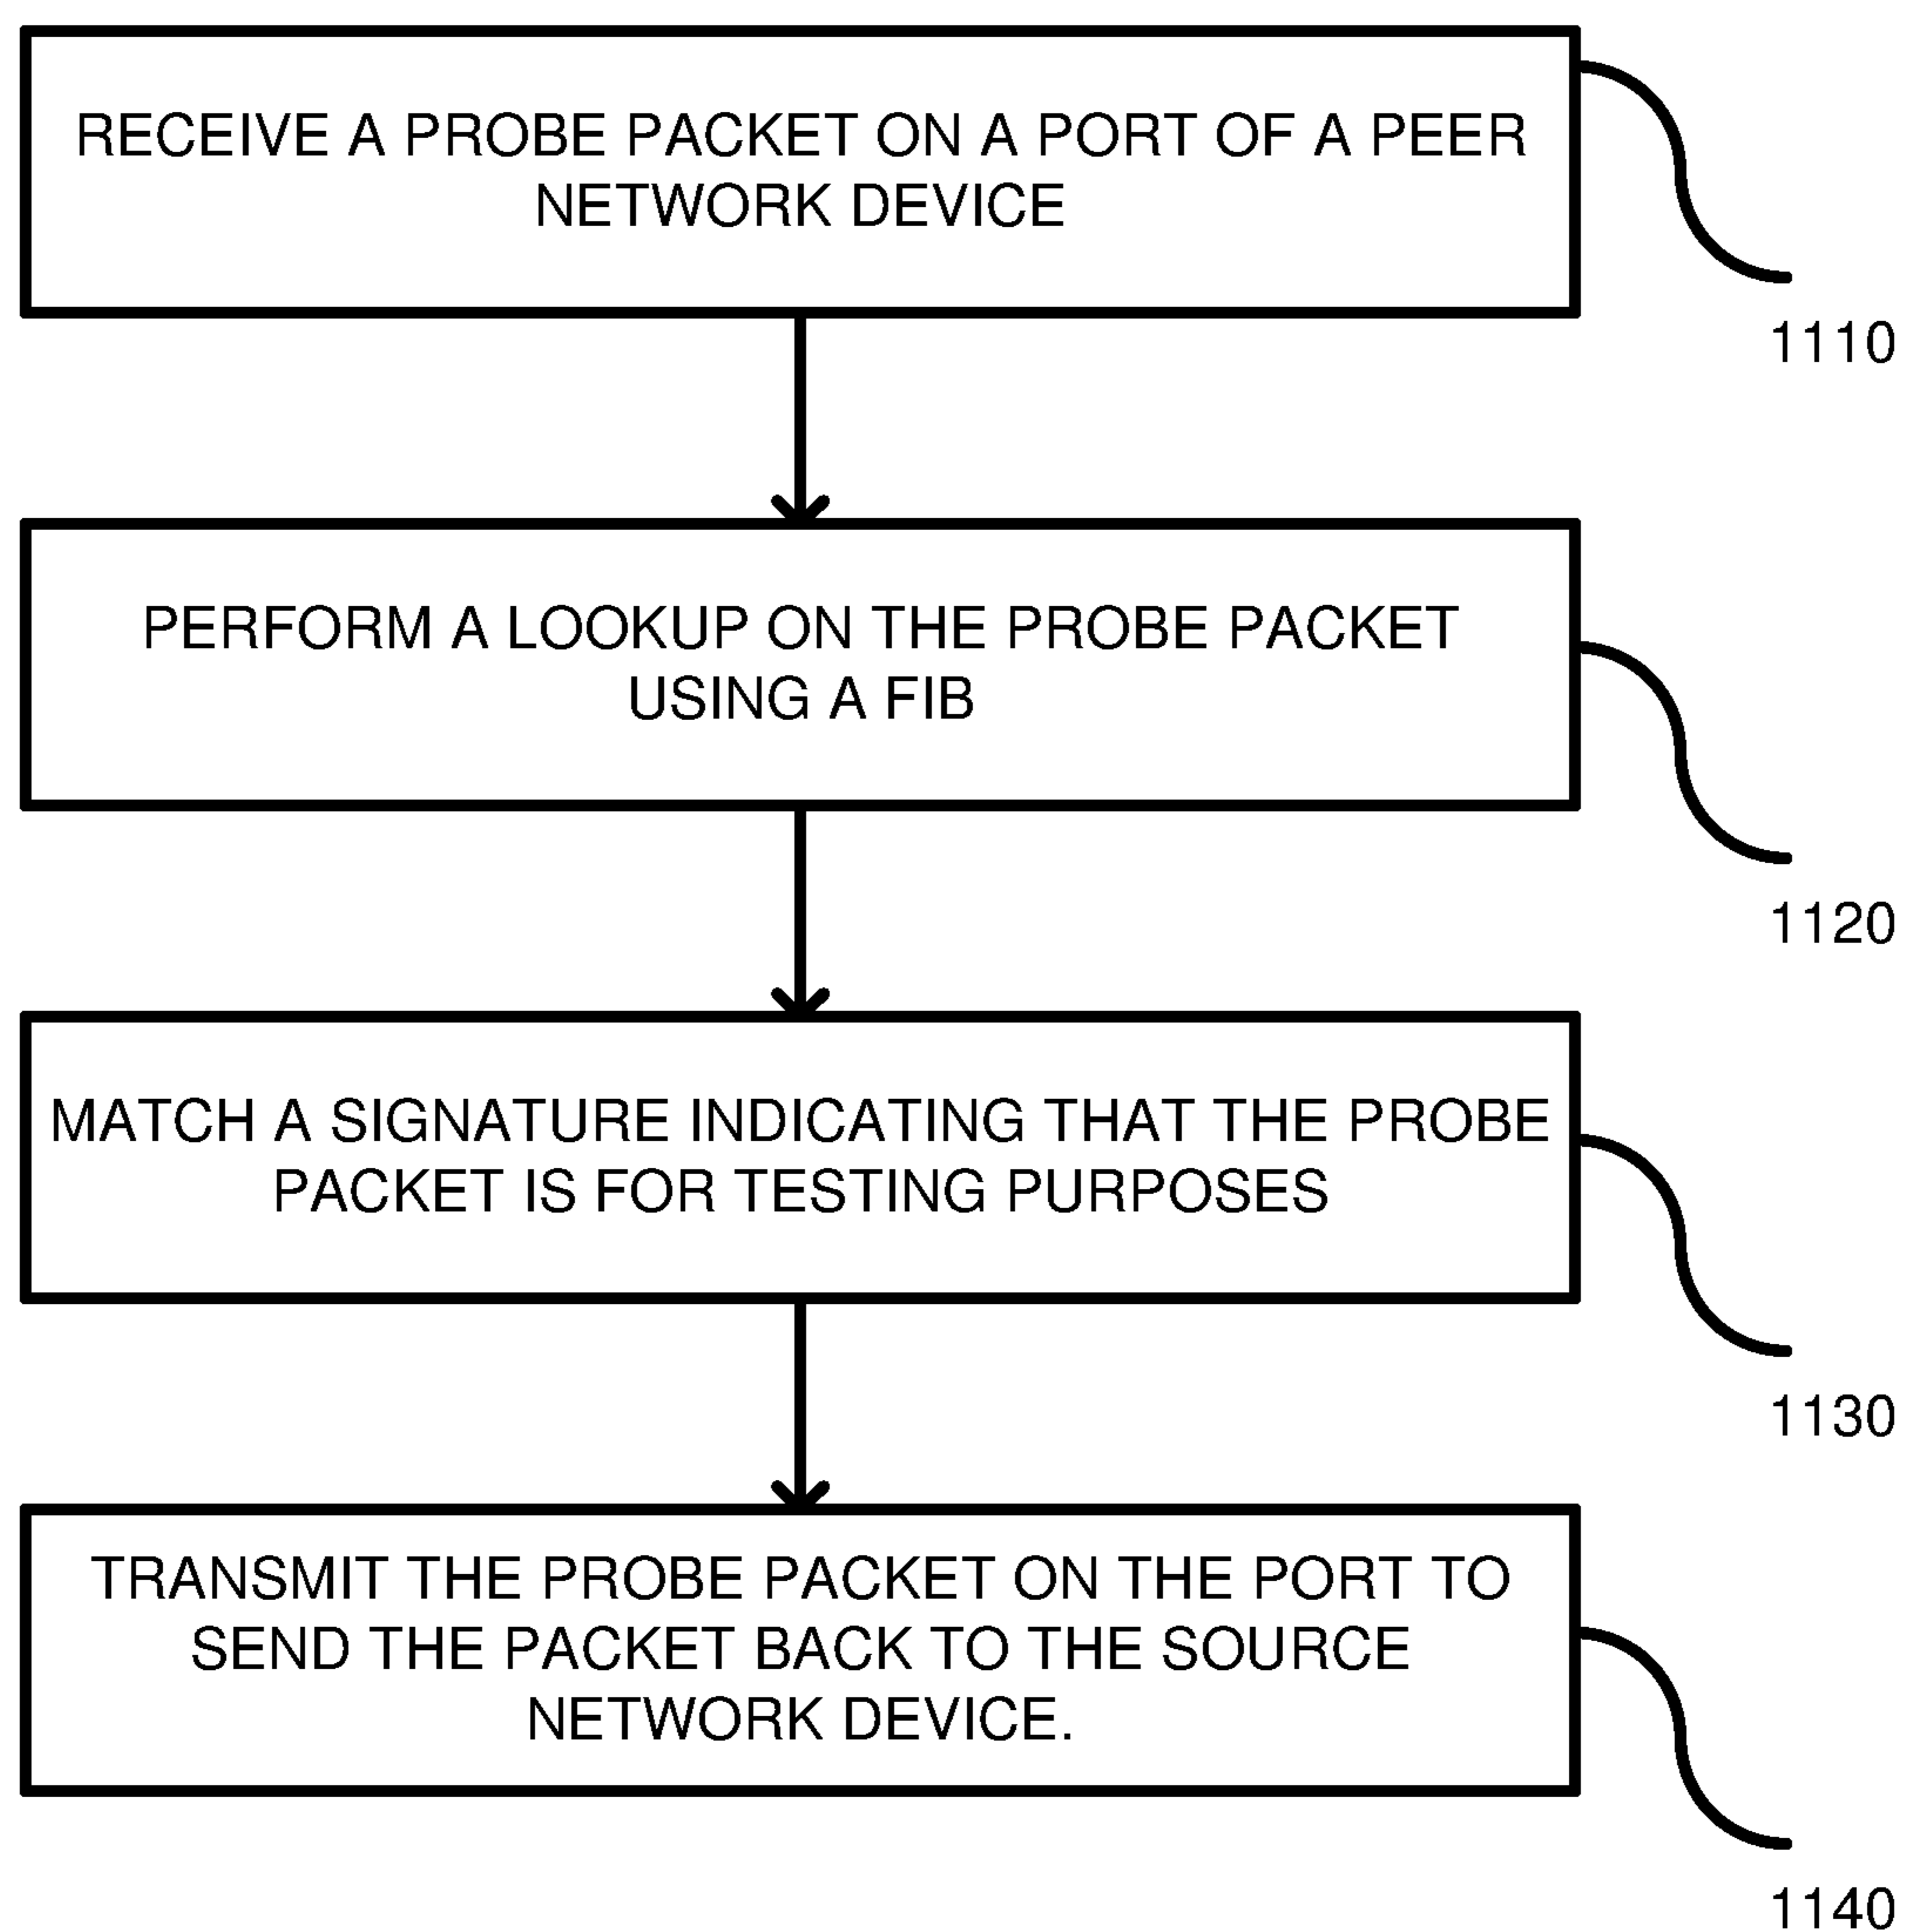 RECEIVE A PROBE PACKET ON A PORT OF A PEER
NETWORK DEVICE
1110
PERFORM A LOOKUP ON THE PROBE PACKET
USING A FIB
1120
MATCH A SIGNATURE INDICATING THAT THE PROBE
PACKET IS FOR TESTING PURPOSES
1130
TRANSMIT THE PROBE PACKET ON THE PORT TO
SEND THE PACKET BACK TO THE SOURCE
NETWORK DEVICE.
1140